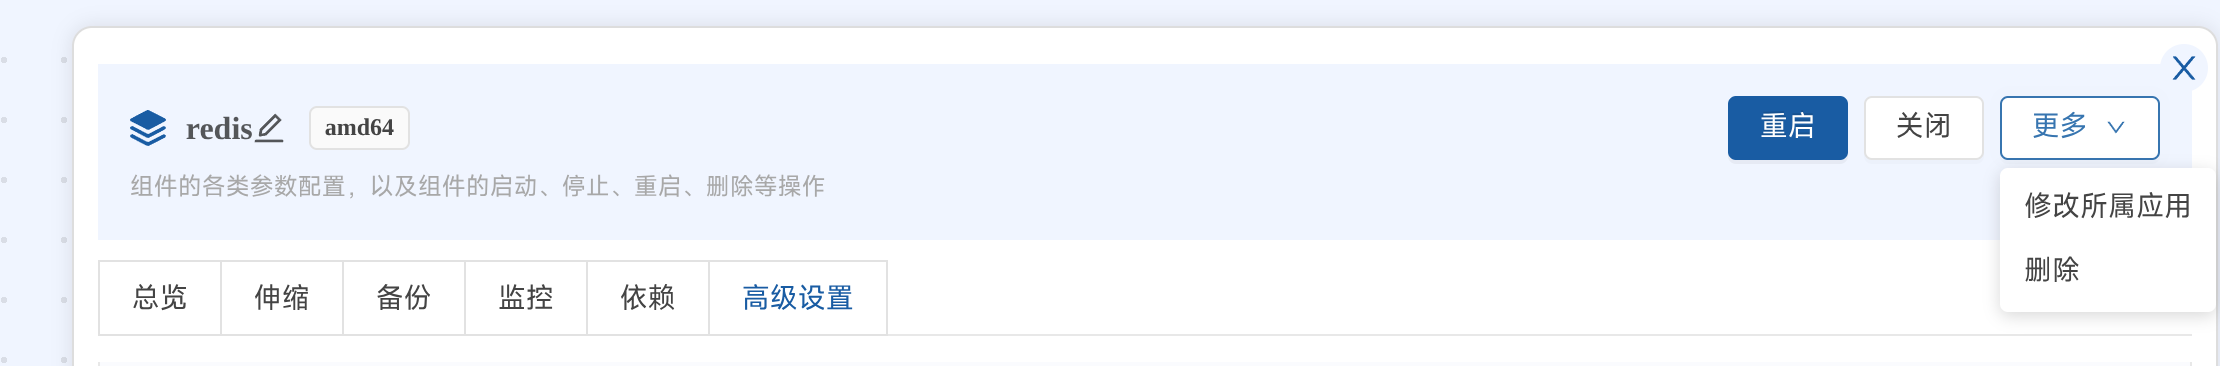 X
redis amd64 重启 关闭 更多
组件的各类参数配置，以及组件的启动、停止、重启、删除等操作
修改所属应用
删除
总览 伸缩 备份 监控 依赖 高级设置